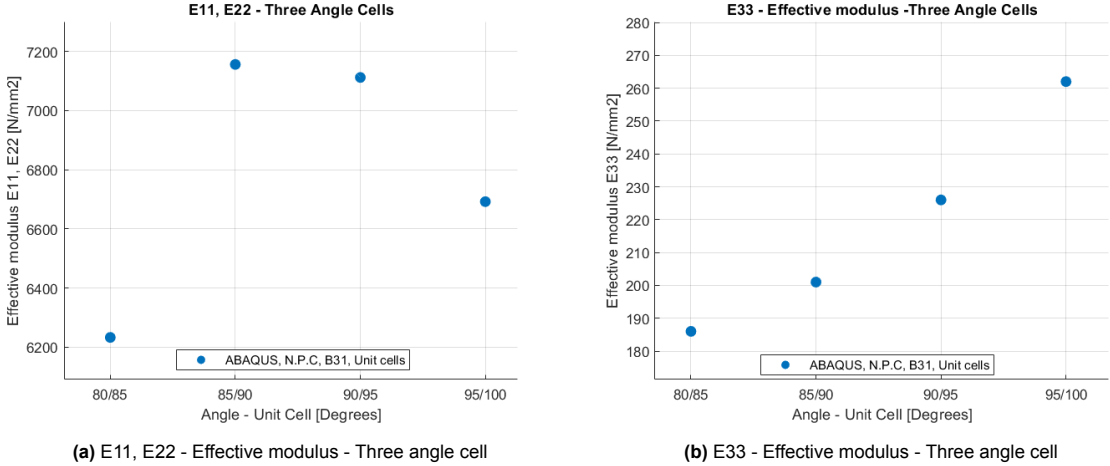 E11, E22 - Three Angle Cells
Effective modulus E11, E22 [N/mm2]
7200
7000
6800
6600
6400
6200
ABAQUS, N.P.C, B31, Unit cells
80/85
85/90
90/95
95/100
Angle - Unit Cell [Degrees]
(a) E11, E22 - Effective modulus - Three angle cell
E33 - Effective modulus -Three Angle Cells
Effective modulus E33 [N/mm2]
280
270
260
250
240
230
220
210
200
190
180
ABAQUS, N.P.C, B31, Unit cells
80/85
85/90
90/95
95/100
Angle - Unit Cell [Degrees]
(b) E33 - Effective modulus - Three angle cell